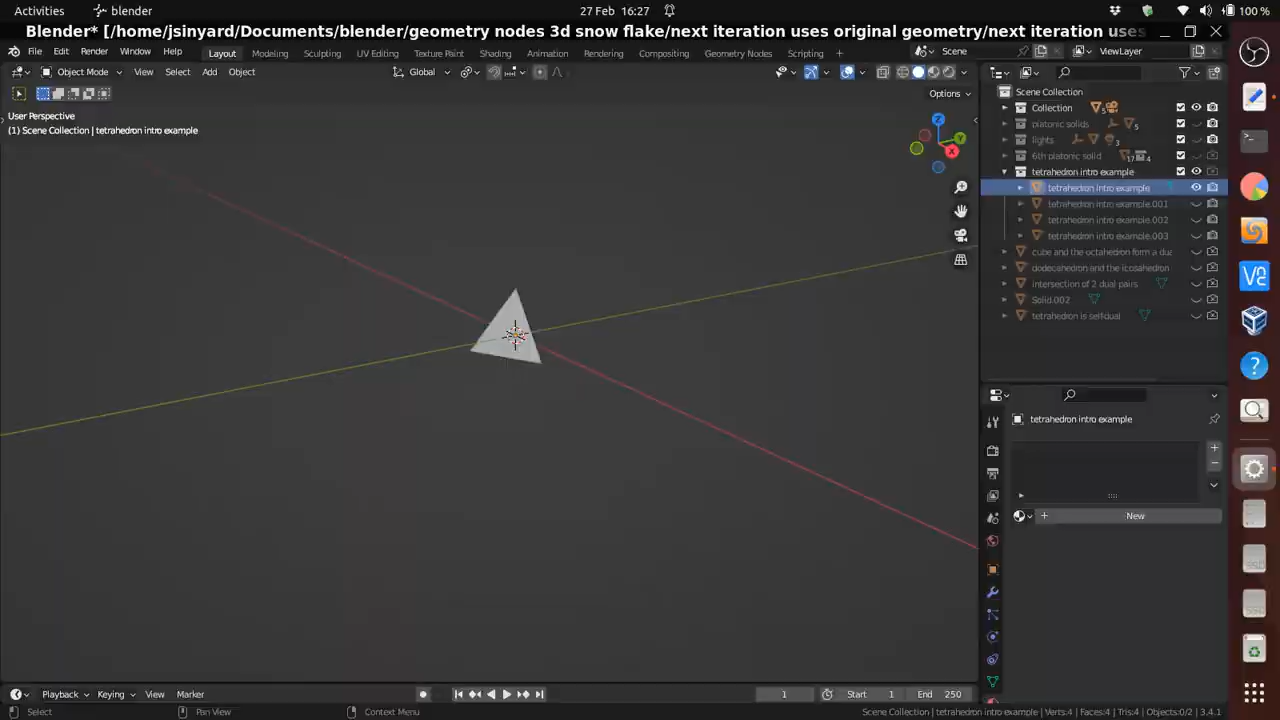 Activities blender 27 Feb 16:27 100 %
Blender* [/home/jsinyard/Documents/blender/geometry nodes 3d snow flake/next iteration uses original geometry/next iteration uses
File Edit Render Window Help Layout Modeling Sculpting UV Editing Texture Paint Shading Animation Rendering Compositing Geometry Nodes Scripting + Scene ViewLayer
Object Mode View Select Add Object Global
Options
User Perspective
(1) Scene Collection | tetrahedron intro example
Z
Y
X
Scene Collection
Collection 5
platonic solids 5
lights 3
6th platonic solid 17 4
tetrahedron intro example
tetrahedron intro example
tetrahedron intro example.001
tetrahedron intro example.002
tetrahedron intro example.003
cube and the octahedron form a dua
dodecahedron and the icosahedron
intersection of 2 dual pairs
Solid.002
tetrahedron is selfdual
tetrahedron intro example
+ New
Playback Keying View Marker 1 Start 1 End 250
Select Pan View Context Menu Scene Collection | tetrahedron intro example | Verts:4 | Faces:4 | Tris:4 | Objects:0/2 | 3.4.1